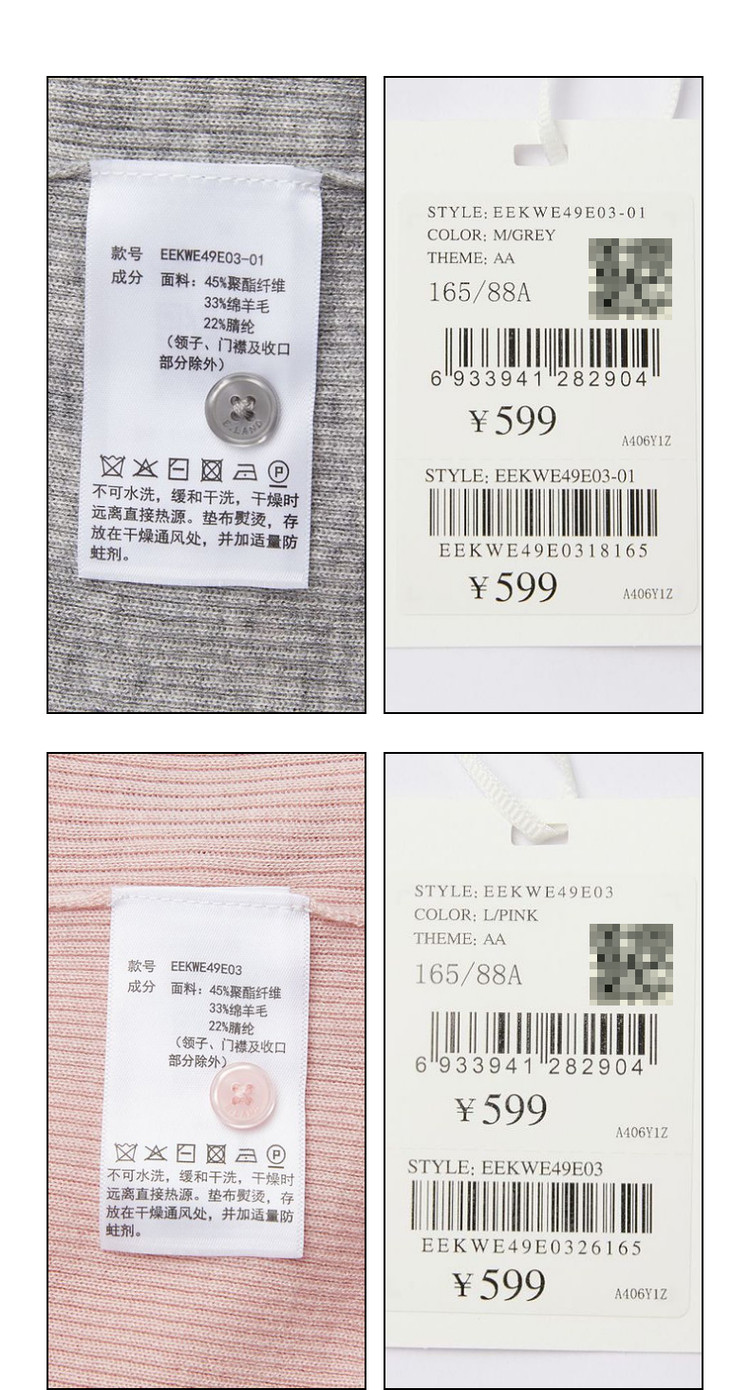 款号 EEKWE49E03-01
成分 面料：45%聚酯纤维
33%绵羊毛
22%腈纶
（领子、门襟及收口
部分除外）
E·LAND
P
不可水洗，缓和干洗，干燥时
远离直接热源。垫布熨烫，存
放在干燥通风处，并加适量防
蛀剂。
STYLE: EEKWE49E03-01
COLOR: M/GREY
THEME: AA
165/88A
6 933941 282904
¥599
A406Y1Z
STYLE: EEKWE49E03-01
EEKWE49E0318165
¥599
A406Y1Z
款号 EEKWE49E03
成分 面料：45%聚酯纤维
33%绵羊毛
22%腈纶
（领子、门襟及收口
部分除外）
P
不可水洗，缓和干洗，干燥时
远离直接热源。垫布熨烫，存
放在干燥通风处，并加适量防
蛀剂。
STYLE: EEKWE49E03
COLOR: L/PINK
THEME: AA
165/88A
6 933941 282904
¥599
A406Y1Z
STYLE: EEKWE49E03
EEKWE49E0326165
¥599
A406Y1Z